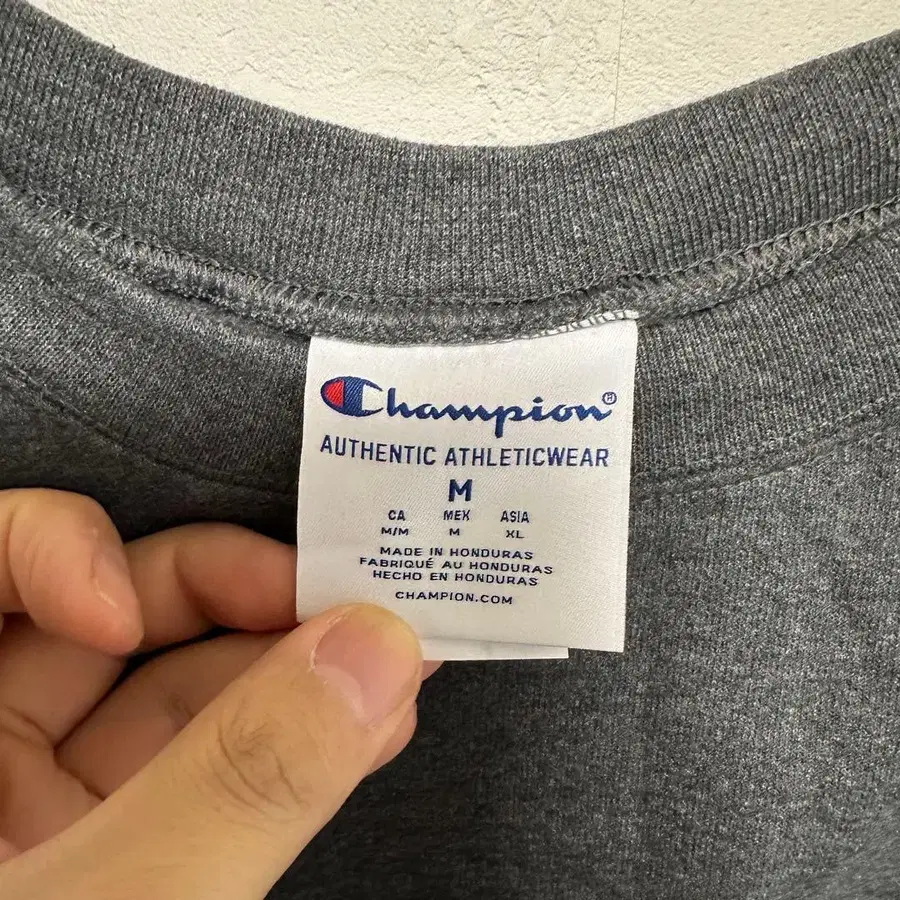 Champion®
AUTHENTIC ATHLETICWEAR
M
CA MEX ASIA
M/M M XL
MADE IN HONDURAS
FABRIQUÉ AU HONDURAS
HECHO EN HONDURAS
CHAMPION.COM